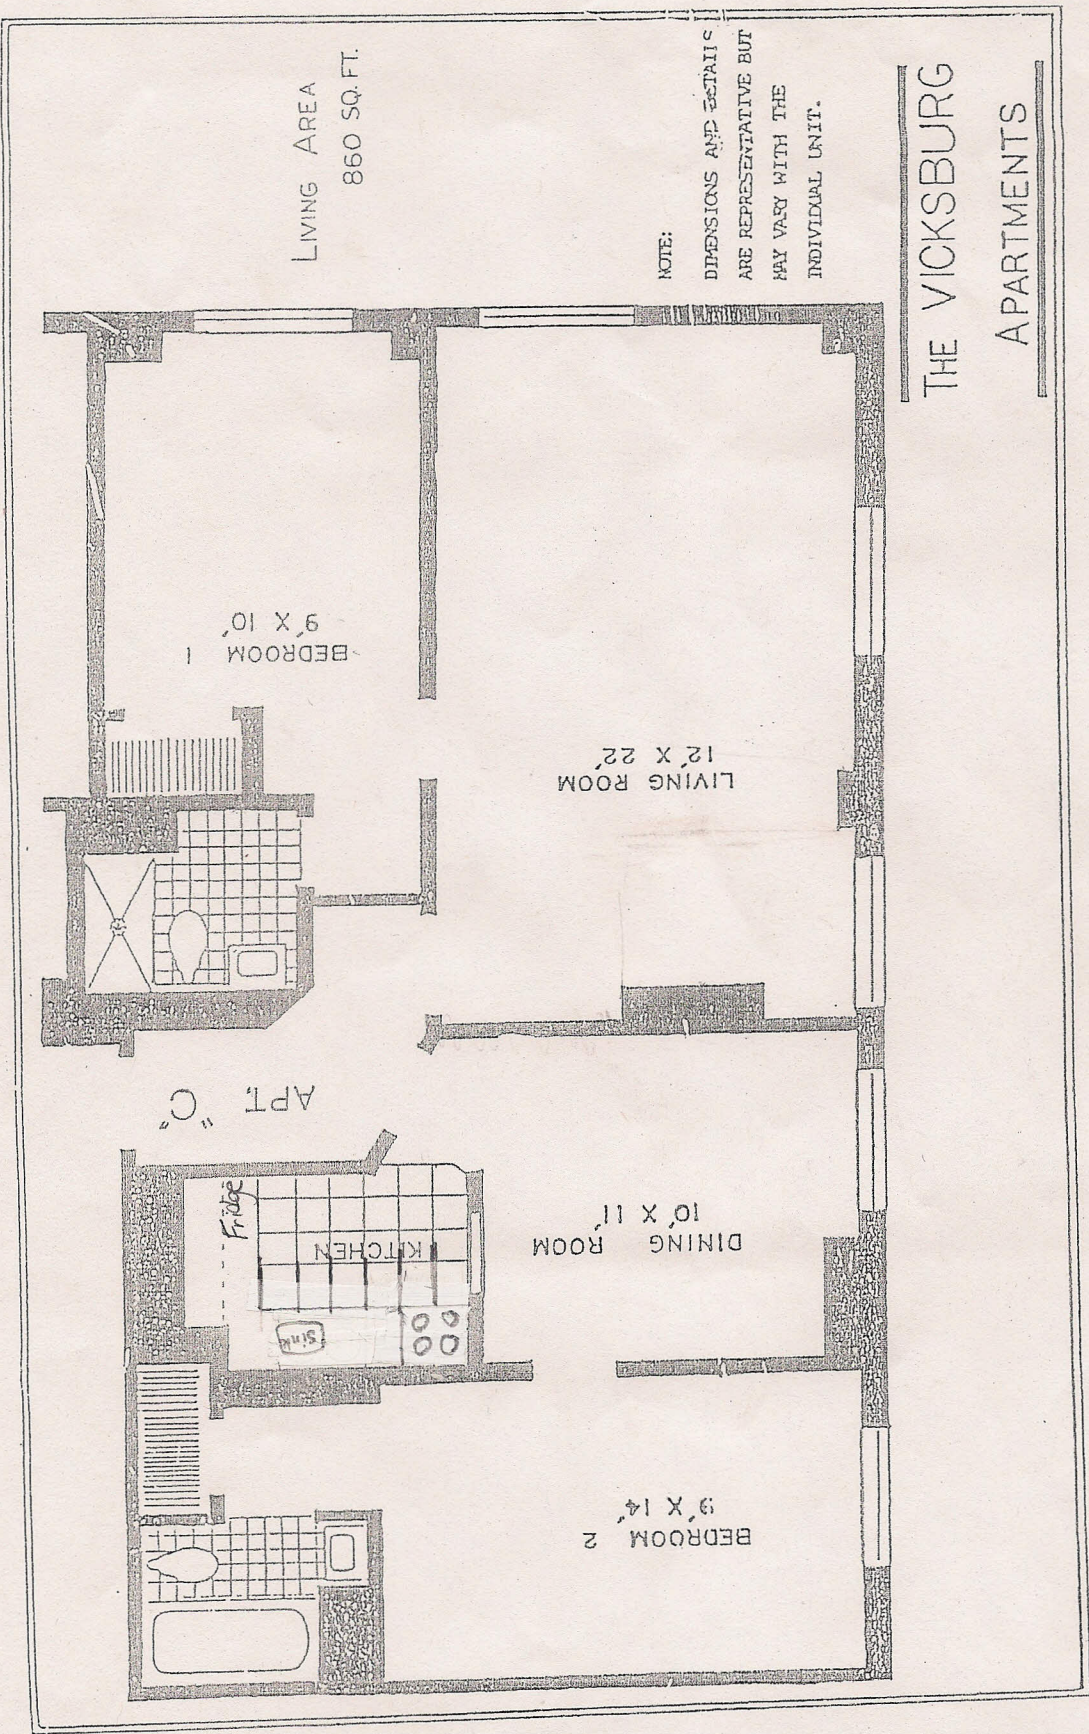 LIVING AREA
860 SQ. FT.
NOTE:
DIMENSIONS AND DETAILS
ARE REPRESENTATIVE BUT
MAY VARY WITH THE
INDIVIDUAL UNIT.
THE VICKSBURG
APARTMENTS
BEDROOM 1
9' X 10'
LIVING ROOM
12' X 22'
APT. "C"
Fridge
KITCHEN
Sink
DINING ROOM
10' X 11'
BEDROOM 2
9' X 14'